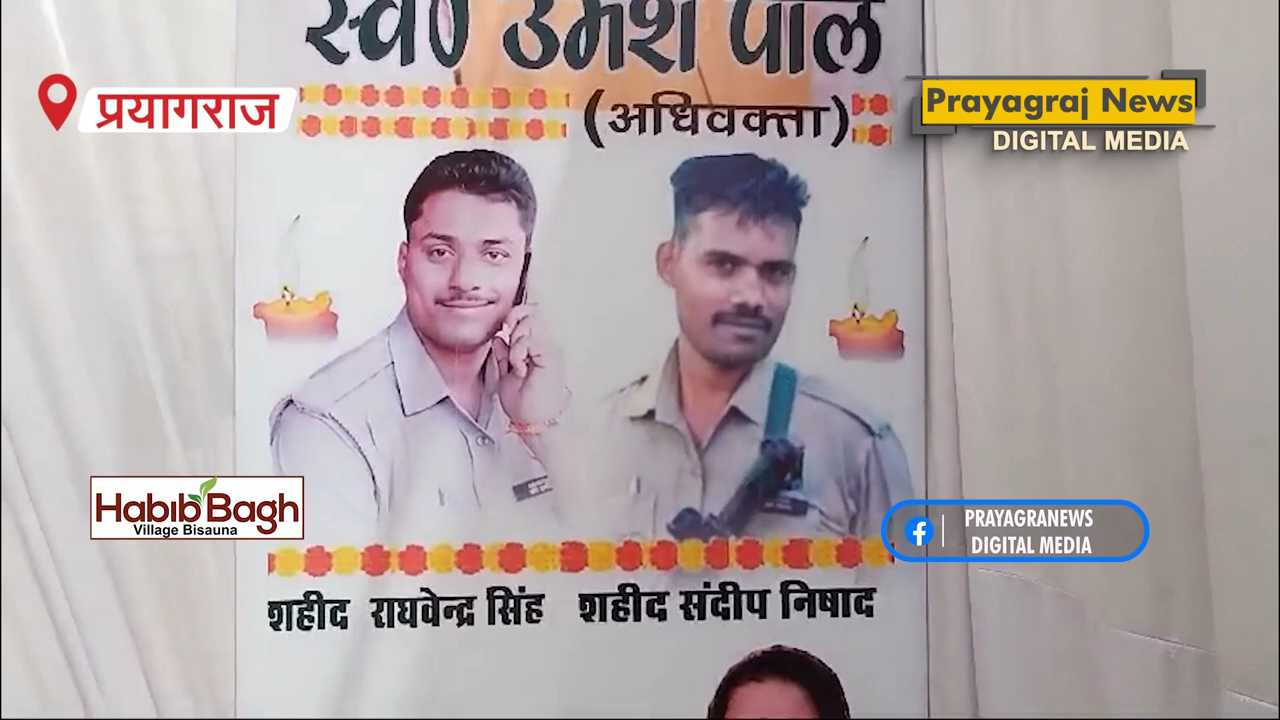 स्व० उमेश पाल
प्रयागराज
(अधिवक्ता)
Prayagraj News
DIGITAL MEDIA
Habib Bagh
Village Bisauna
PRAYAGRANEWS
DIGITAL MEDIA
शहीद राघवेन्द्र सिंह शहीद संदीप निषाद